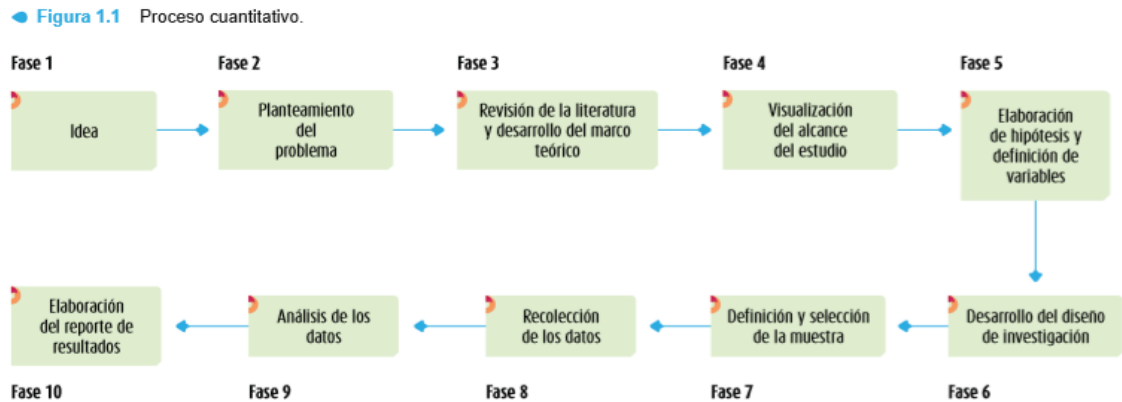 Figura 1.1 Proceso cuantitativo.
Fase 1
Fase 2
Fase 3
Fase 4
Fase 5
Idea
Planteamiento
del
problema
Revisión de la literatura
y desarrollo del marco
teórico
Visualización
del alcance
del estudio
Elaboración
de hipótesis y
definición de
variables
Elaboración
del reporte de
resultados
Análisis de los
datos
Recolección
de los datos
Definición y selección
de la muestra
Desarrollo del diseño
de investigación
Fase 10
Fase 9
Fase 8
Fase 7
Fase 6